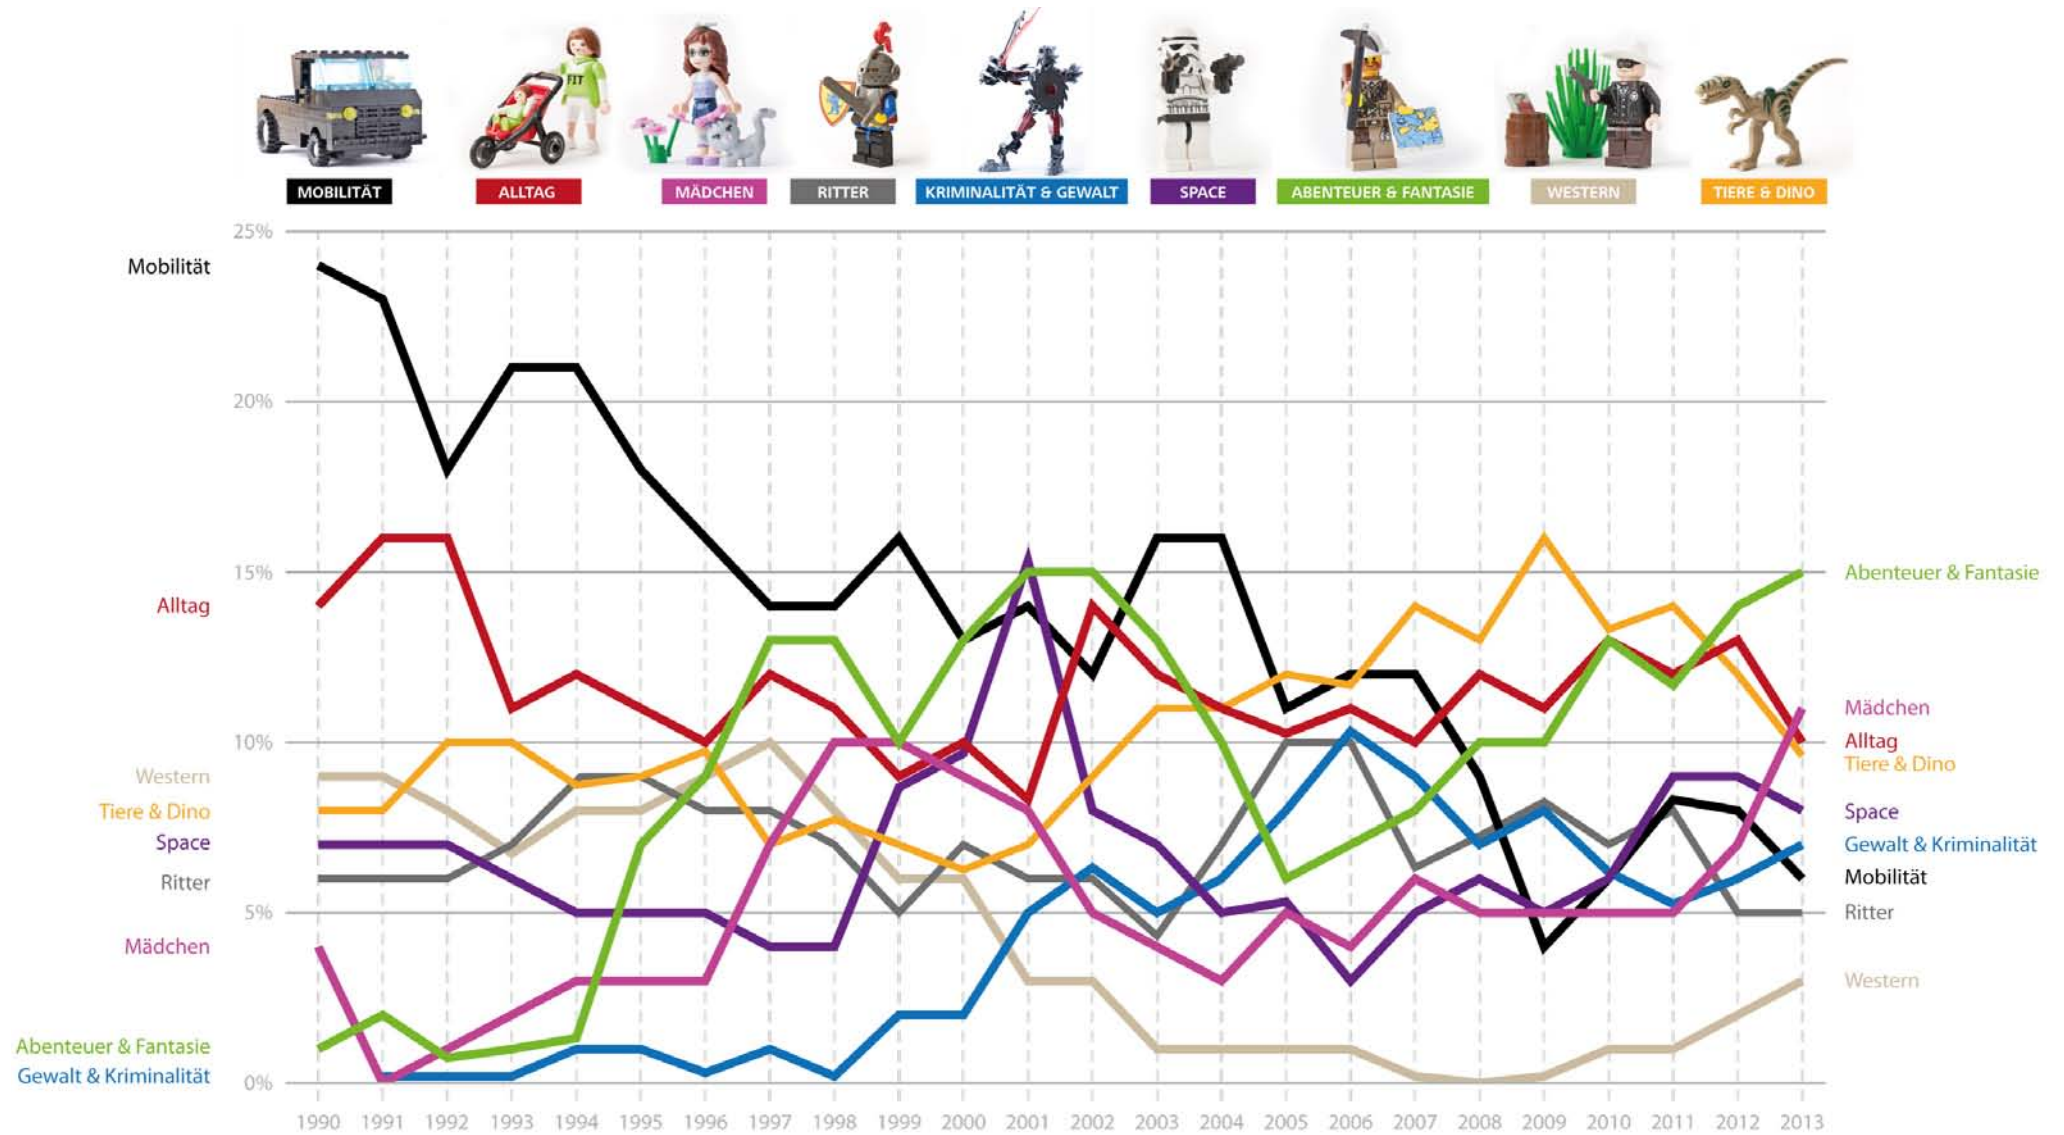 FIT
MOBILITÄT
ALLTAG
MÄDCHEN
RITTER
KRIMINALITÄT & GEWALT
SPACE
ABENTEUER & FANTASIE
WESTERN
TIERE & DINO
25%
20%
15%
10%
5%
0%
Mobilität
Alltag
Western
Tiere & Dino
Space
Ritter
Mädchen
Abenteuer & Fantasie
Gewalt & Kriminalität
Abenteuer & Fantasie
Mädchen
Alltag
Tiere & Dino
Space
Gewalt & Kriminalität
Mobilität
Ritter
Western
1990 1991 1992 1993 1994 1995 1996 1997 1998 1999 2000 2001 2002 2003 2004 2005 2006 2007 2008 2009 2010 2011 2012 2013